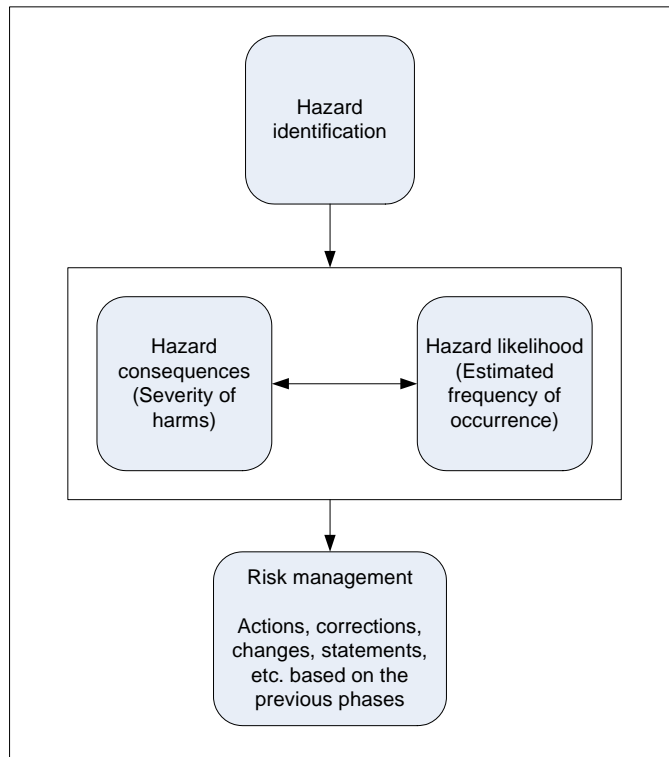 Hazard
identification
Hazard
consequences
(Severity of
harms)
Hazard likelihood
(Estimated
frequency of
occurrence)
Risk management
Actions, corrections,
changes, statements,
etc. based on the
previous phases